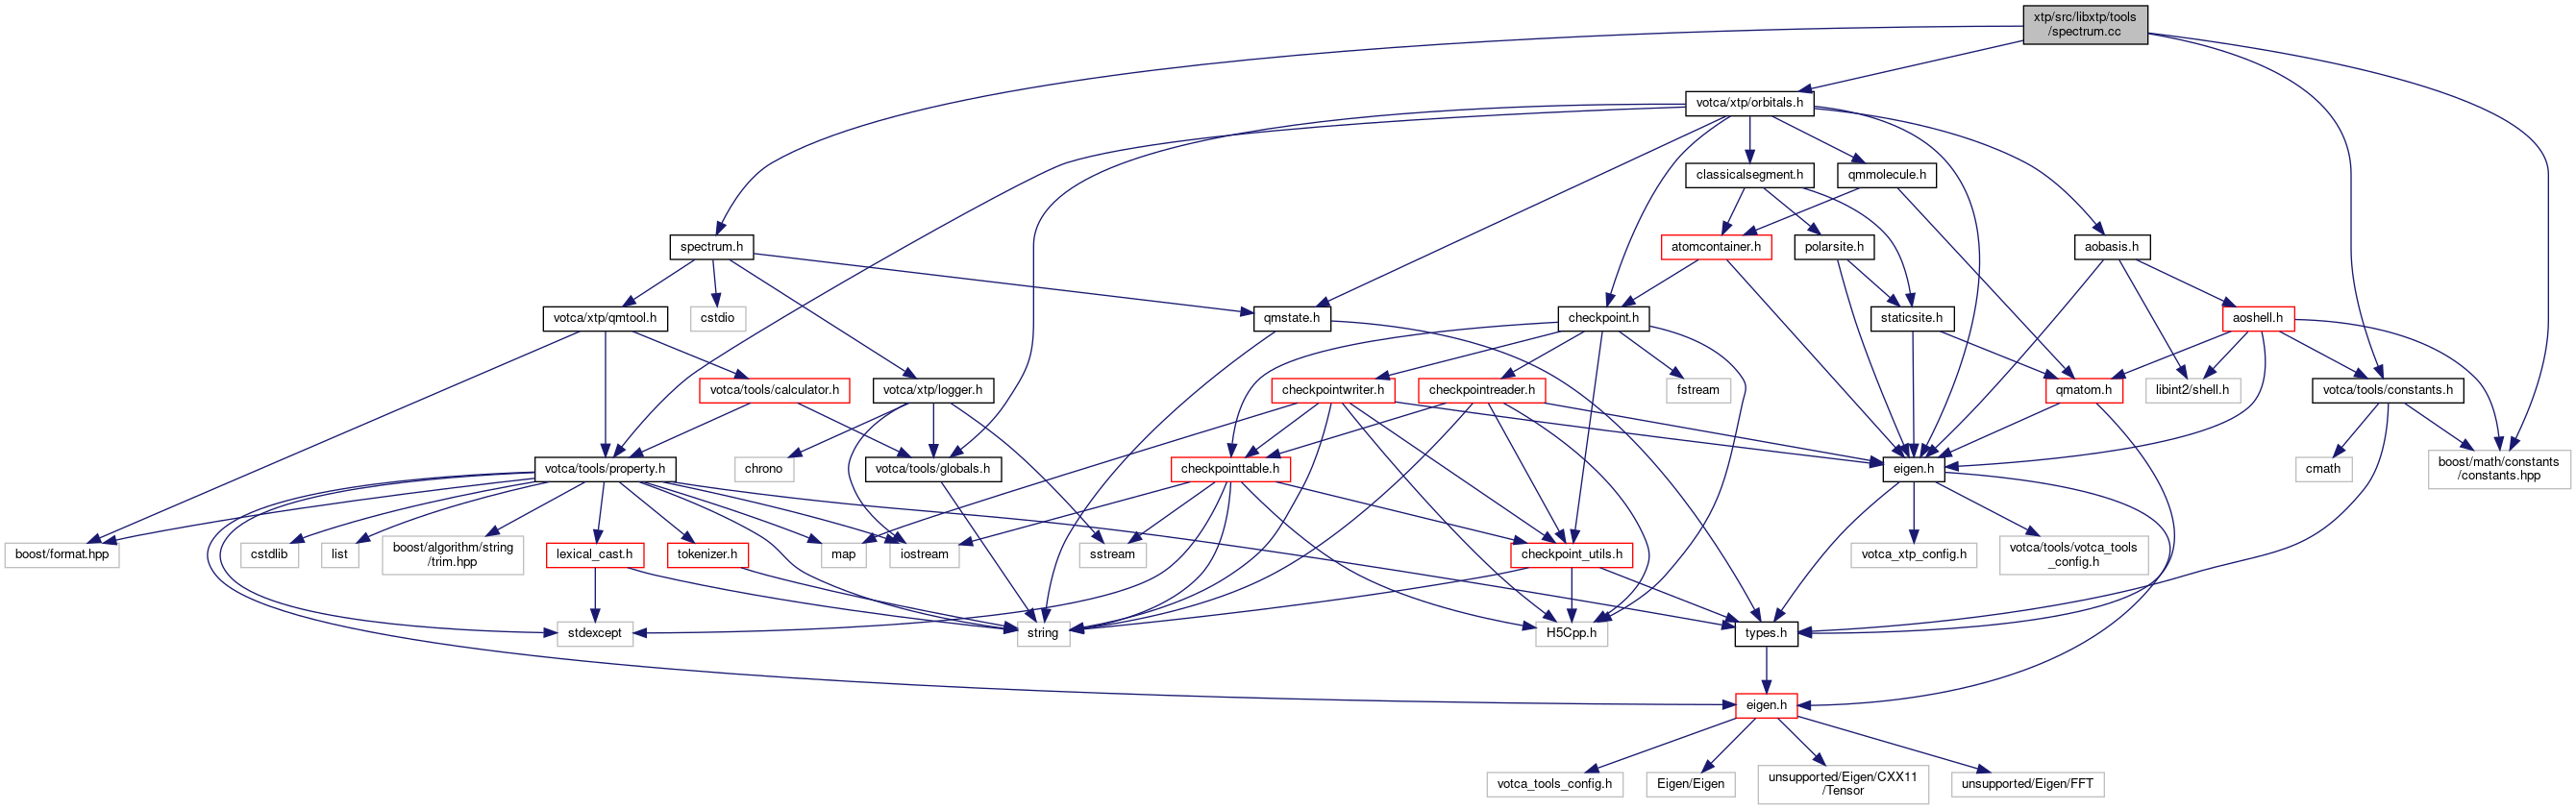 xtp/src/libxtp/tools
/spectrum.cc
votca/xtp/orbitals.h
classicalsegment.h
qmmolecule.h
spectrum.h
atomcontainer.h
polarsite.h
aobasis.h
votca/xtp/qmtool.h
cstdio
qmstate.h
checkpoint.h
staticsite.h
aoshell.h
votca/tools/calculator.h
votca/xtp/logger.h
checkpointwriter.h
checkpointreader.h
fstream
qmatom.h
libint2/shell.h
votca/tools/constants.h
votca/tools/property.h
chrono
votca/tools/globals.h
checkpointtable.h
eigen.h
cmath
boost/math/constants
/constants.hpp
boost/format.hpp
cstdlib
list
boost/algorithm/string
/trim.hpp
lexical_cast.h
tokenizer.h
map
iostream
sstream
checkpoint_utils.h
votca_xtp_config.h
votca/tools/votca_tools
_config.h
stdexcept
string
H5Cpp.h
types.h
eigen.h
votca_tools_config.h
Eigen/Eigen
unsupported/Eigen/CXX11
/Tensor
unsupported/Eigen/FFT